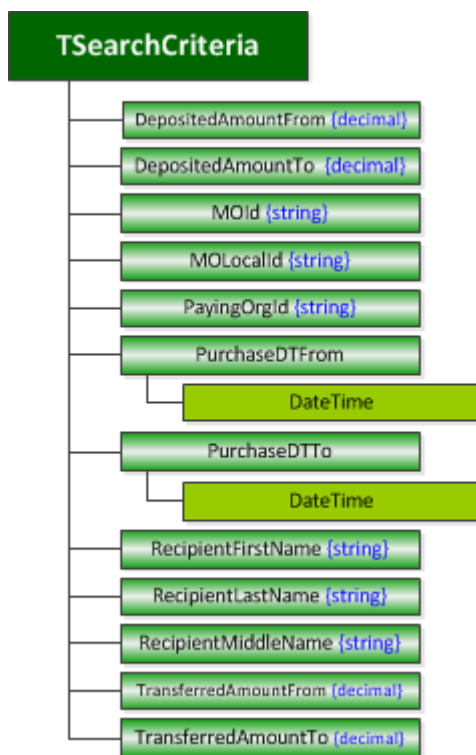 TSearchCriteria
DepositedAmountFrom {decimal}
DepositedAmountTo {decimal}
MOId {string}
MOLocalId {string}
PayingOrgId {string}
PurchaseDTFrom
DateTime
PurchaseDTTo
DateTime
RecipientFirstName {string}
RecipientLastName {string}
RecipientMiddleName {string}
TransferredAmountFrom {decimal}
TransferredAmountTo {decimal}